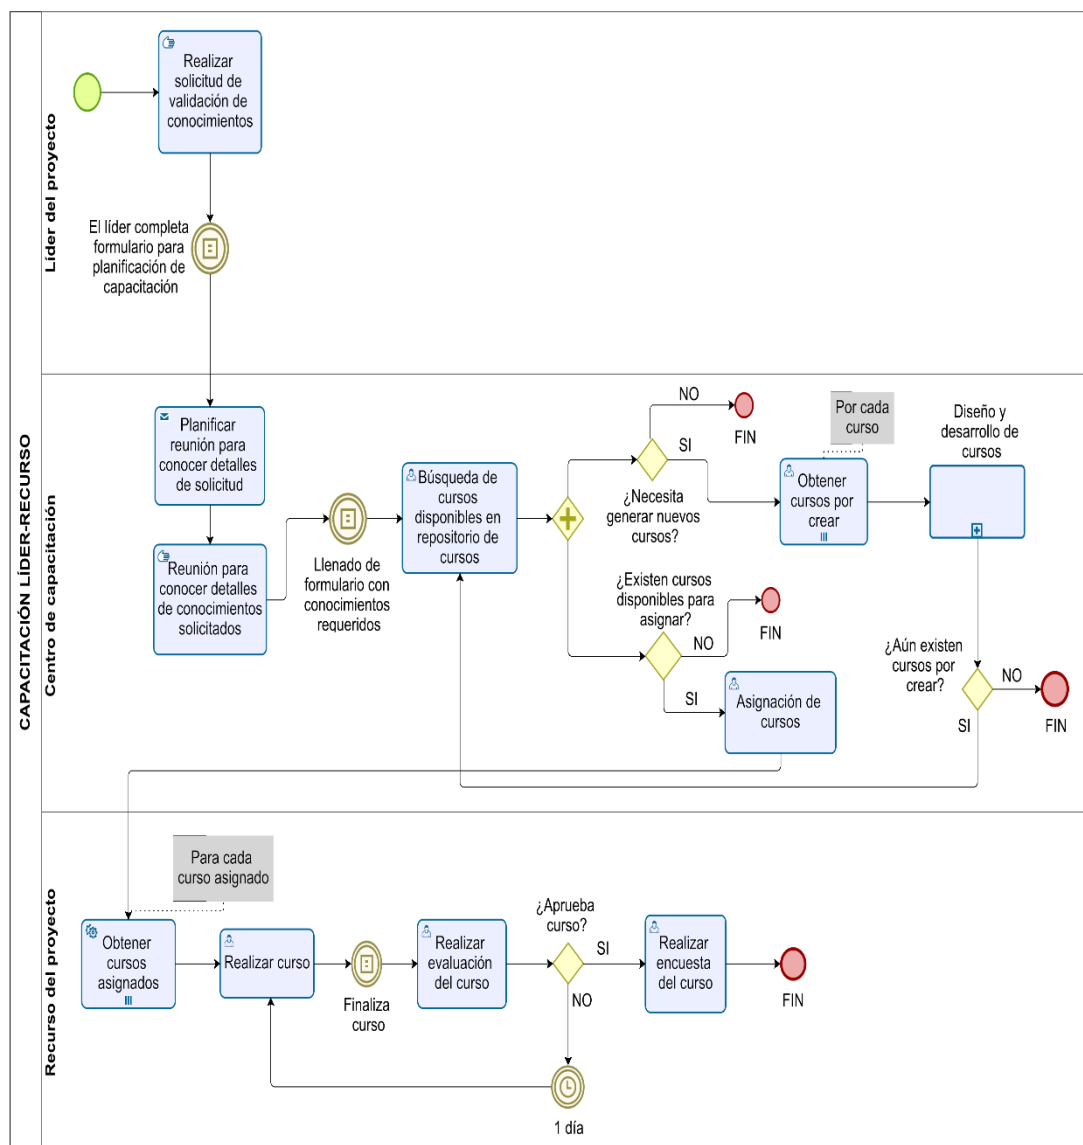 CAPACITACIÓN LÍDER-RECURSO
Líder del proyecto
Realizar
solicitud de
validación de
conocimientos
El líder completa
formulario para
planificación de
capacitación
Centro de capacitación
Planificar
reunión para
conocer detalles
de solicitud
Reunión para
conocer detalles
de conocimientos
solicitados
Llenado de
formulario con
conocimientos
requeridos
Búsqueda de
cursos
disponibles en
repositorio de
cursos
NO
FIN
SI
¿Necesita
generar nuevos
cursos?
Por cada
curso
Obtener
cursos por
crear
Diseño y
desarrollo de
cursos
¿Existen cursos
disponibles para
asignar?
NO
FIN
SI
Asignación de
cursos
¿Aún existen
cursos por
crear?
NO
FIN
SI
Recurso del proyecto
Para cada
curso asignado
Obtener
cursos
asignados
Realizar curso
Finaliza
curso
Realizar
evaluación
del curso
¿Aprueba
curso?
SI
NO
Realizar
encuesta
del curso
FIN
1 día